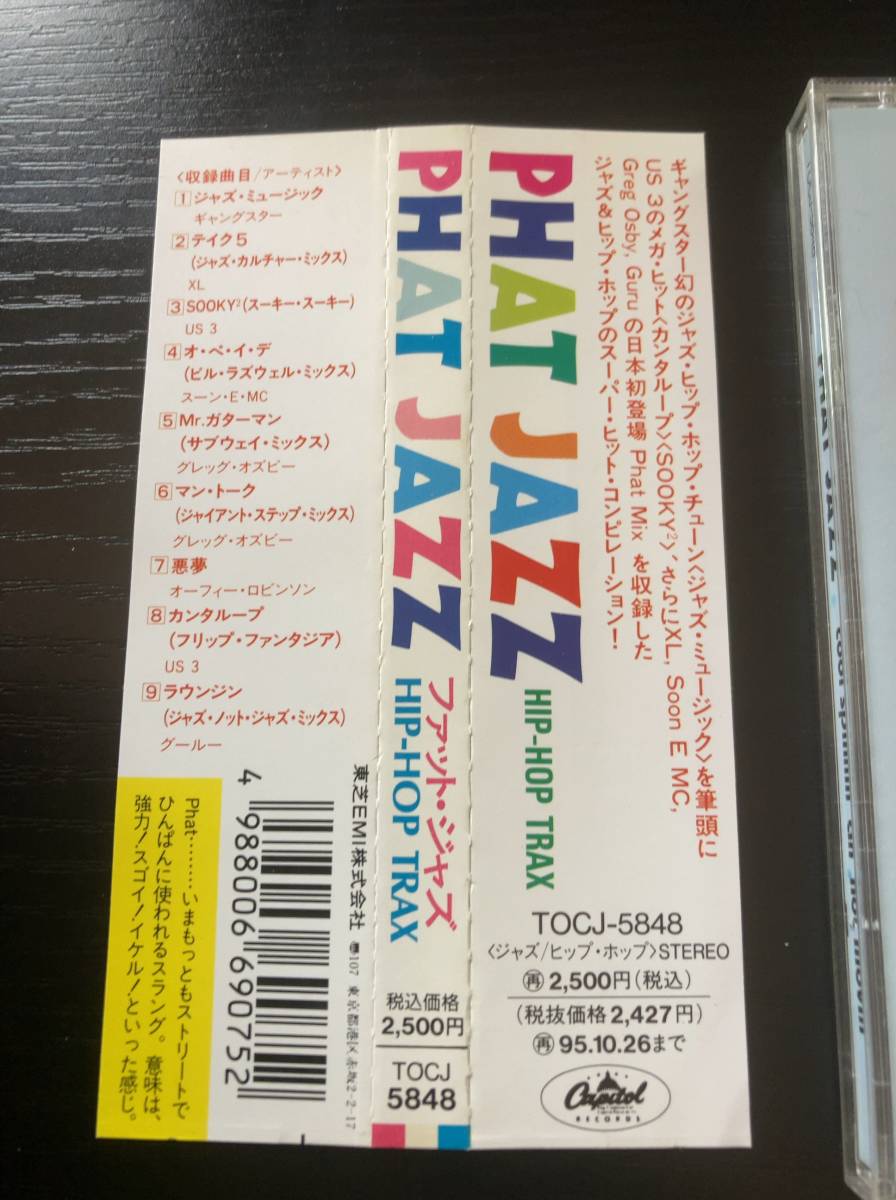 〈収録曲目/アーティスト〉
1 ジャズ・ミュージック
ギャングスター
2 テイク5
(ジャズ・カルチャー・ミックス)
XL
3 SOOKY²(スーキー・スーキー)
US 3
4 オ・ペイ・デ
(ビル・ラズウェル・ミックス)
スーン・E・MC
5 Mr.ガターマン
(サブウェイ・ミックス)
グレッグ・オズビー
6 マン・トーク
(ジャイアント・ステップ・ミックス)
グレッグ・オズビー
7 悪夢
オーフィー・ロビンソン
8 カンタループ
(フリップ・ファンタジア)
US 3
9 ラウンジン
(ジャズ・ノット・ジャズ・ミックス)
グールー
Phat………いまもっともストリートで
ひんぱんに使われるスラング。意味は、
強力!スゴイ!イケル!といった感じ。
4 988006 690752
東芝EMI株式会社 〠107 東京都港区赤坂2-2-17
PHAT JAZZ ファット・ジャズ
HIP-HOP TRAX
税込価格
2,500円
TOCJ
5848
PHAT JAZZ HIP-HOP TRAX
ギャングスター幻のジャズ・ヒップ・ホップ・チューン〈ジャズ・ミュージック〉を筆頭に
US 3のメガ・ヒット〈カンタループ〉〈SOOKY²〉、さらにXL, Soon E MC,
Greg Osby, Guru の日本初登場 Phat Mix を収録した
ジャズ&ヒップ・ホップのスーパー・ヒット・コンピレーション!
TOCJ-5848
〈ジャズ/ヒップ・ホップ〉STEREO
再 2,500円(税込)
(税抜価格2,427円)
再 95.10.26まで
Capitol
RECORDS
PHAT JAZZ